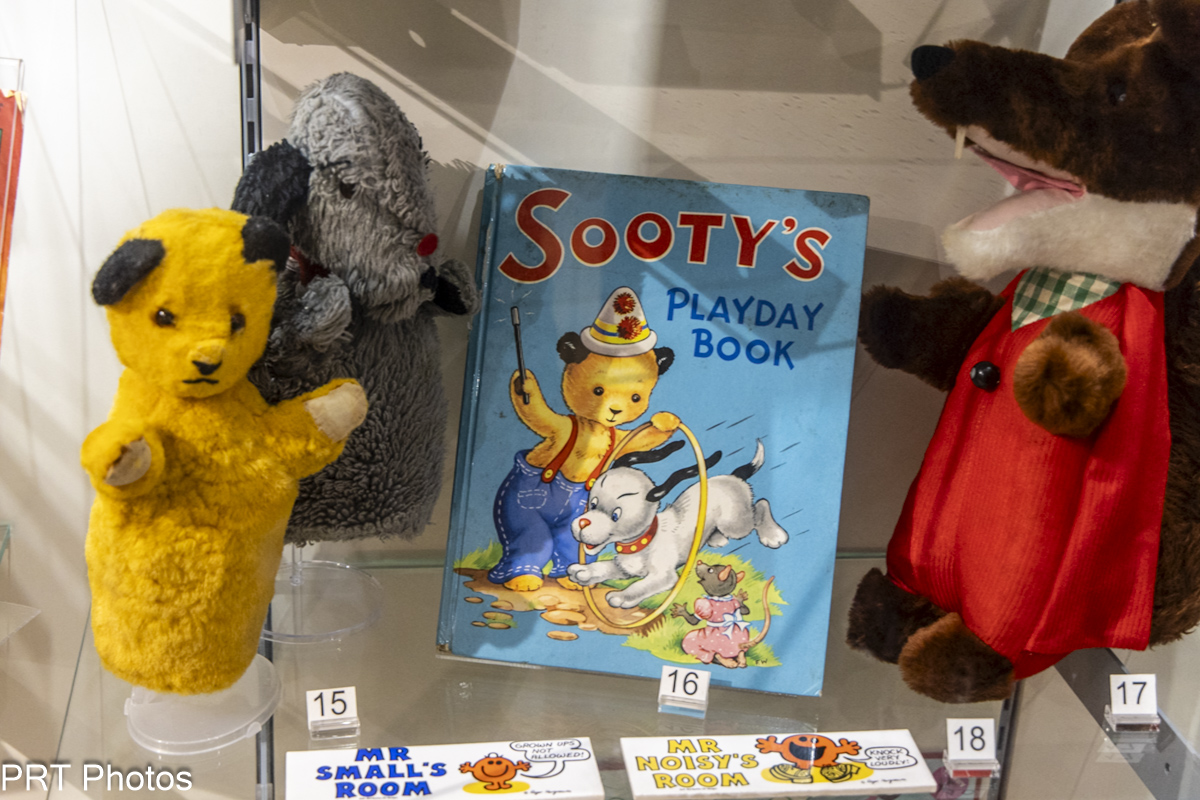 SOOTY'S
PLAYDAY
BOOK
15
16
17
18
MR
SMALL'S
ROOM
GROWN UPS
NOT
ALLOWED!
MR
NOISY'S
ROOM
KNOCK
VERY
LOUDLY!
PRT Photos